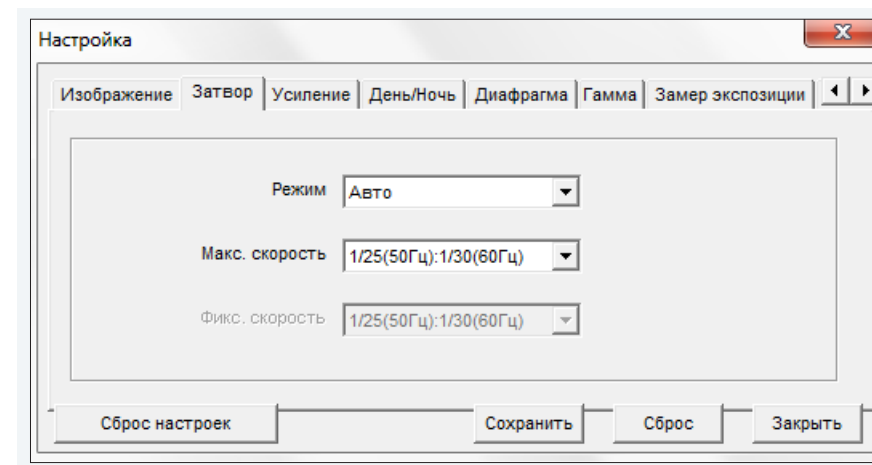 Настройка
Изображение Затвор Усиление День/Ночь Диафрагма Гамма Замер экспозиции
Режим Авто
Макс. скорость 1/25(50Гц):1/30(60Гц)
Фикс. скорость 1/25(50Гц):1/30(60Гц)
Сброс настроек Сохранить Сброс Закрыть